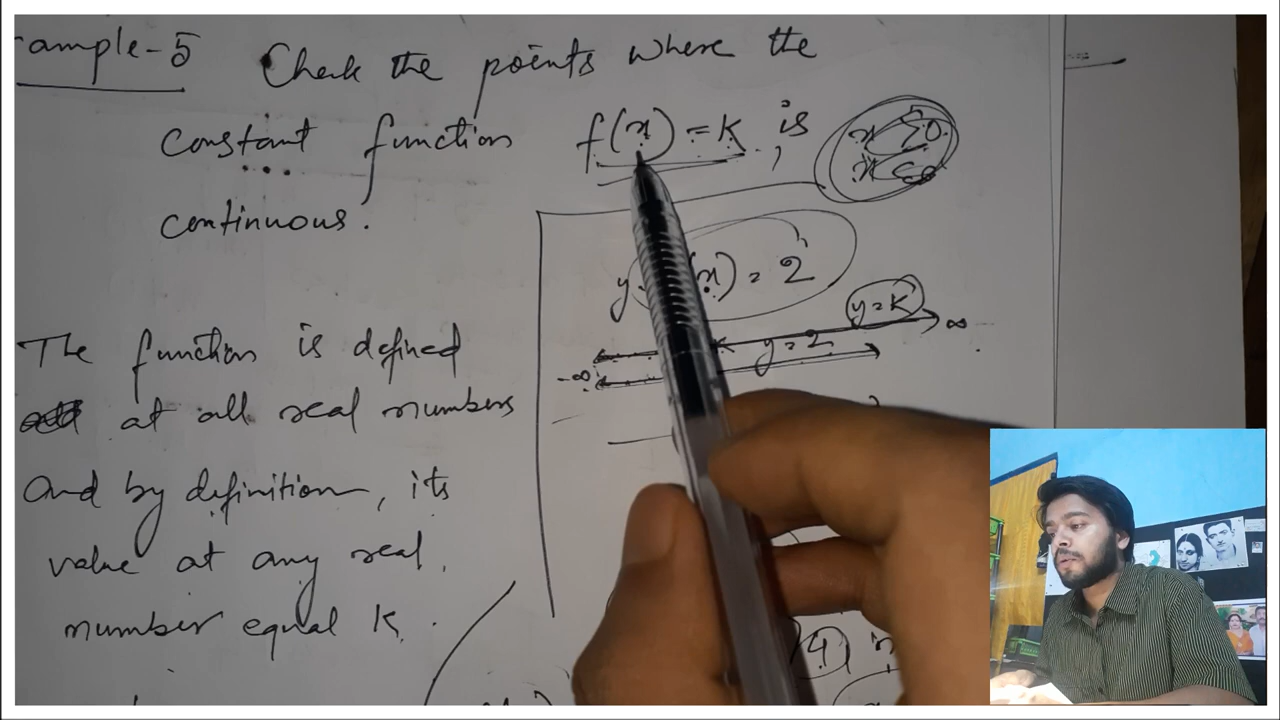 ample-5 Check the points where the
constant function f(x) = K, is
continuous.
x
x
y (x) = 2
y=K
∞
y=2
-∞
The function is defined
at all real numbers
and by definition, its
value at any real
number equal K.
(4)